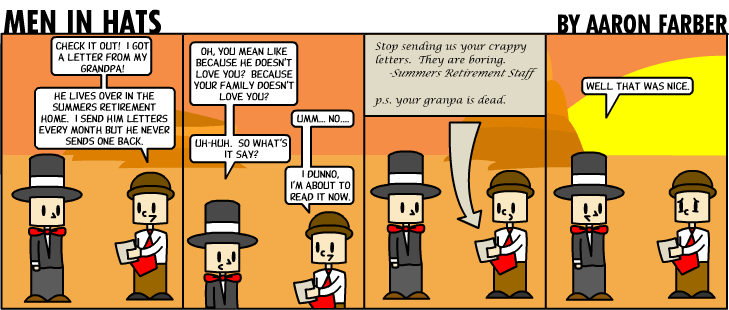 MEN IN HATS
BY AARON FARBER
CHECK IT OUT! I GOT
A LETTER FROM MY
GRANDPA!
HE LIVES OVER IN THE
SUMMERS RETIREMENT
HOME. I SEND HIM LETTERS
EVERY MONTH BUT HE NEVER
SENDS ONE BACK.
OH, YOU MEAN LIKE
BECAUSE HE DOESN'T
LOVE YOU? BECAUSE
YOUR FAMILY DOESN'T
LOVE YOU?
UMM... NO....
UH-HUH. SO WHAT'S
IT SAY?
I DUNNO,
I'M ABOUT TO
READ IT NOW.
Stop sending us your crappy
letters. They are boring.
-Summers Retirement Staff
p.s. your granpa is dead.
WELL THAT WAS NICE.